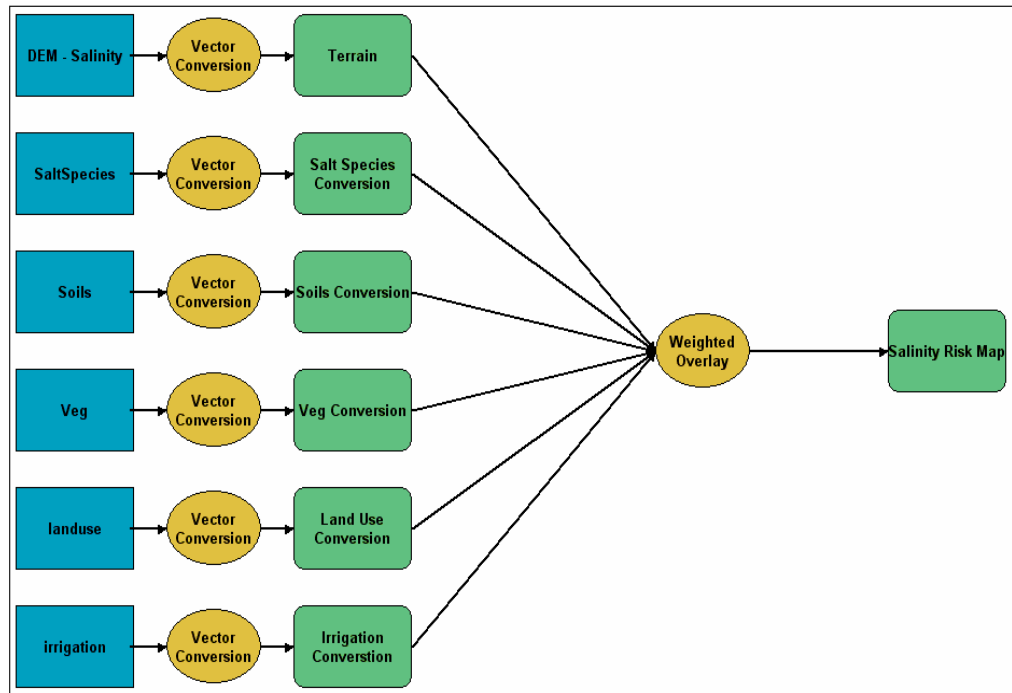 DEM - Salinity
Vector
Conversion
Terrain
SaltSpecies
Vector
Conversion
Salt Species
Conversion
Soils
Vector
Conversion
Soils Conversion
Weighted
Overlay
Salinity Risk Map
Veg
Vector
Conversion
Veg Conversion
landuse
Vector
Conversion
Land Use
Conversion
irrigation
Vector
Conversion
Irrigation
Converstion